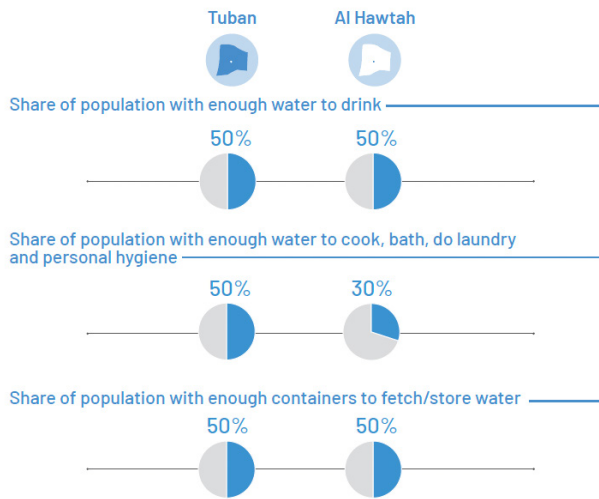 Tuban Al Hawtah
Share of population with enough water to drink
50% 50%
Share of population with enough water to cook, bath, do laundry
and personal hygiene
50% 30%
Share of population with enough containers to fetch/store water
50% 50%